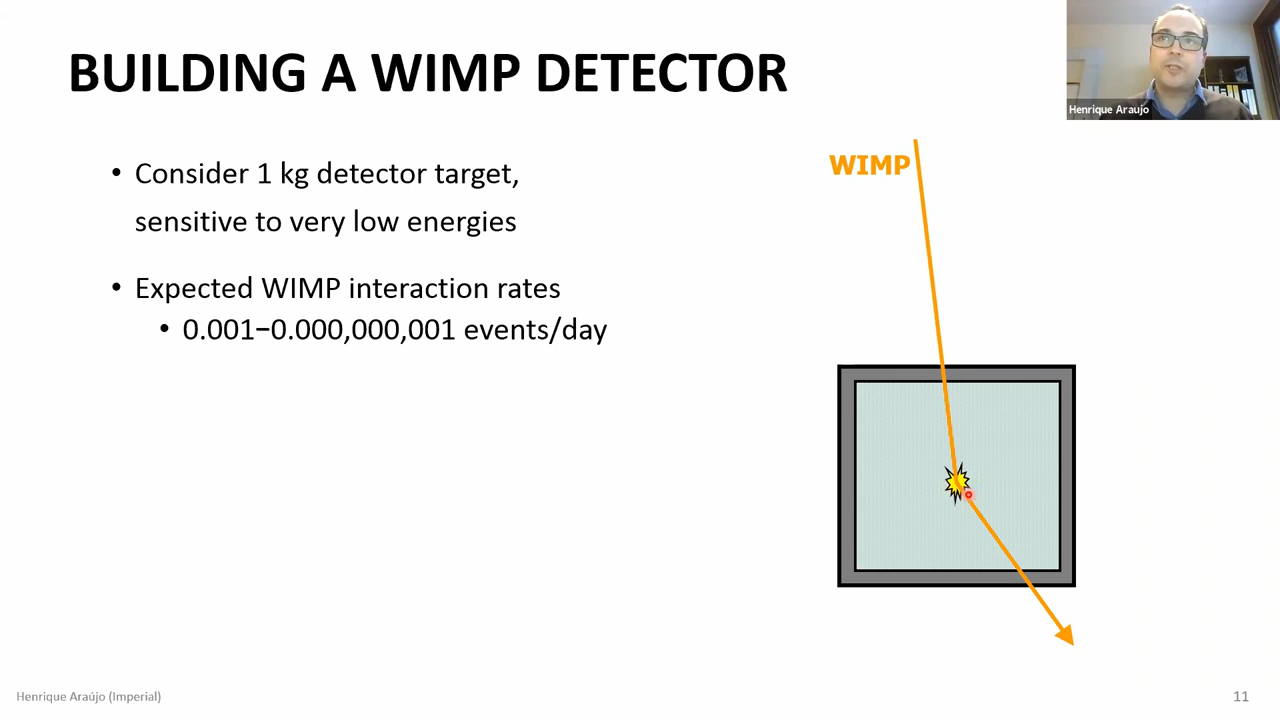 BUILDING A WIMP DETECTOR
Henrique Araujo
• Consider 1 kg detector target,
sensitive to very low energies
• Expected WIMP interaction rates
• 0.001–0.000,000,001 events/day
WIMP
Henrique Araújo (Imperial)
11